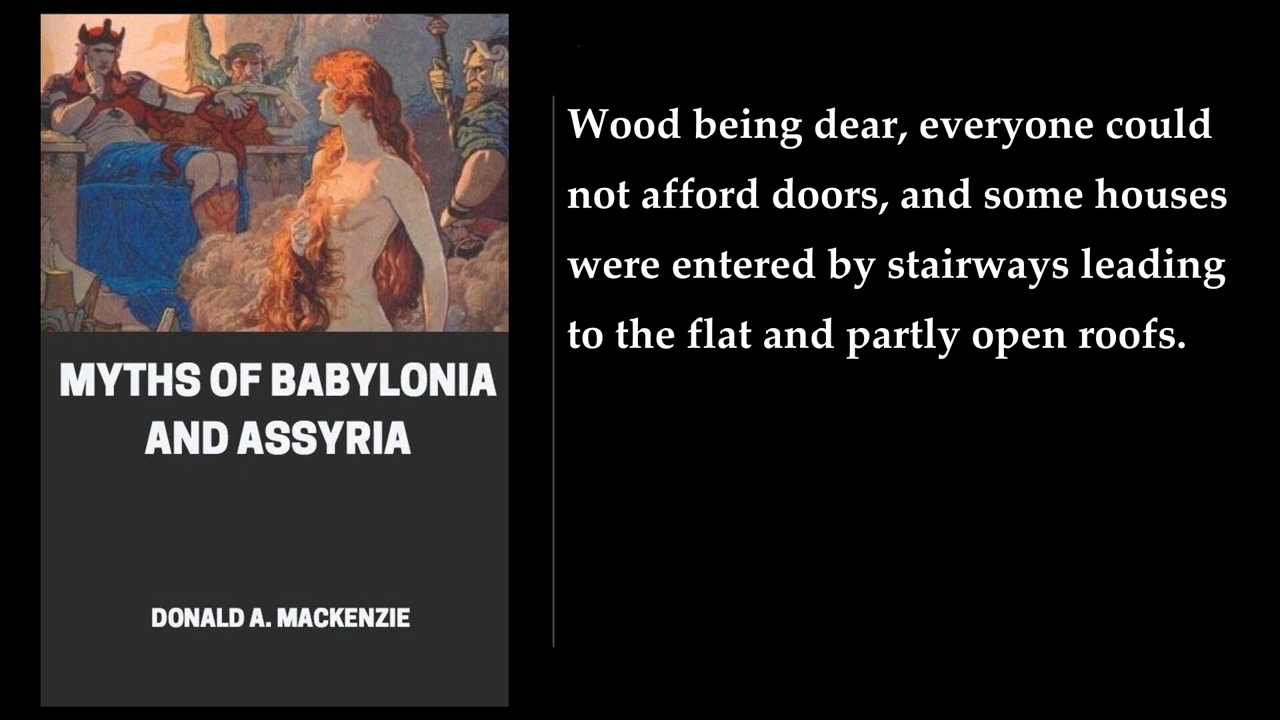 MYTHS OF BABYLONIA
AND ASSYRIA
DONALD A. MACKENZIE
Wood being dear, everyone could
not afford doors, and some houses
were entered by stairways leading
to the flat and partly open roofs.